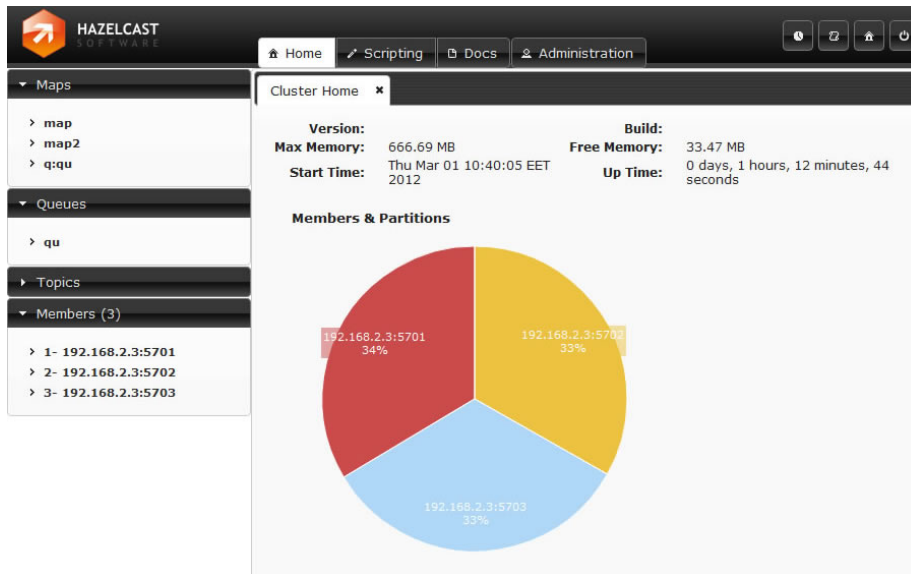 HAZELCAST
SOFTWARE
Home Scripting Docs Administration
Maps
map
map2
q:qu
Queues
qu
Topics
Members (3)
1- 192.168.2.3:5701
2- 192.168.2.3:5702
3- 192.168.2.3:5703
Cluster Home
Version: Build:
Max Memory: 666.69 MB Free Memory: 33.47 MB
Start Time: Thu Mar 01 10:40:05 EET
2012
Up Time: 0 days, 1 hours, 12 minutes, 44
seconds
Members & Partitions
192.168.2.3:5701
34%
192.168.2.3:5702
33%
192.168.2.3:5703
33%